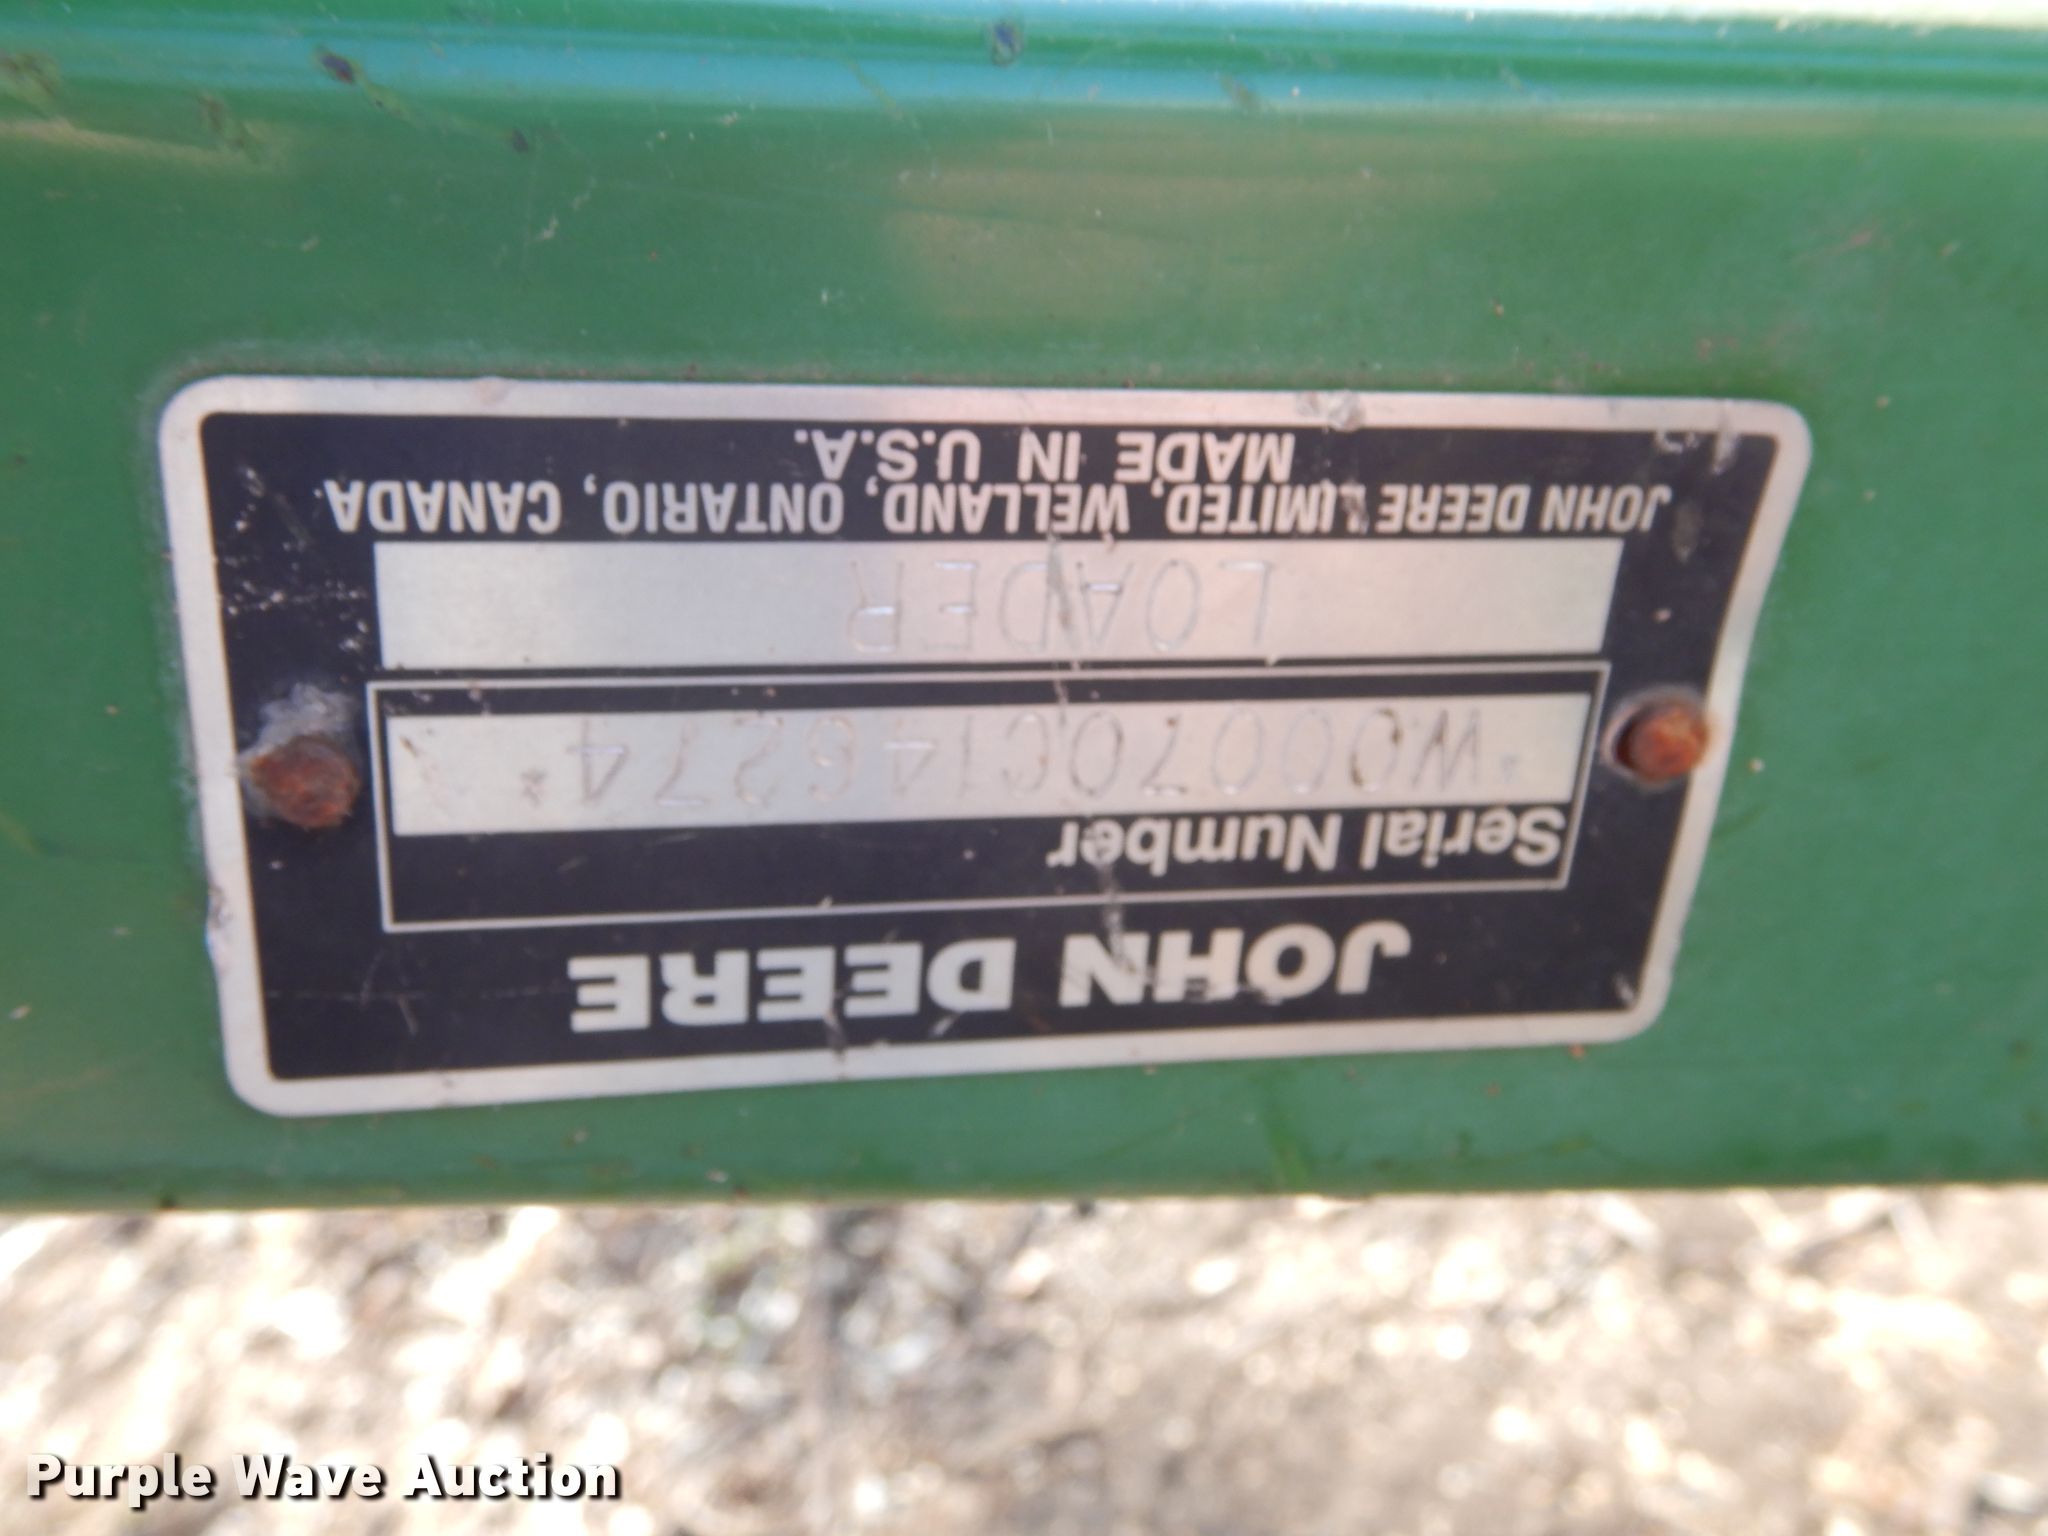 JOHN DEERE
Serial Number
*W00070C146274*
LOADER
JOHN DEERE LIMITED, WELLAND, ONTARIO, CANADA
MADE IN U.S.A.
Purple Wave Auction